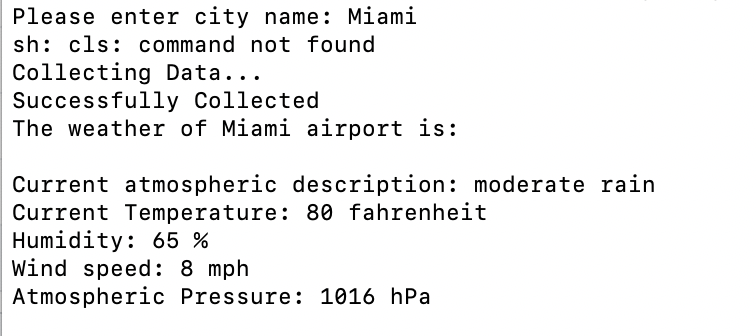 Please enter city name: Miami
sh: cls: command not found
Collecting Data...
Successfully Collected
The weather of Miami airport is:
Current atmospheric description: moderate rain
Current Temperature: 80 fahrenheit
Humidity: 65 %
Wind speed: 8 mph
Atmospheric Pressure: 1016 hPa